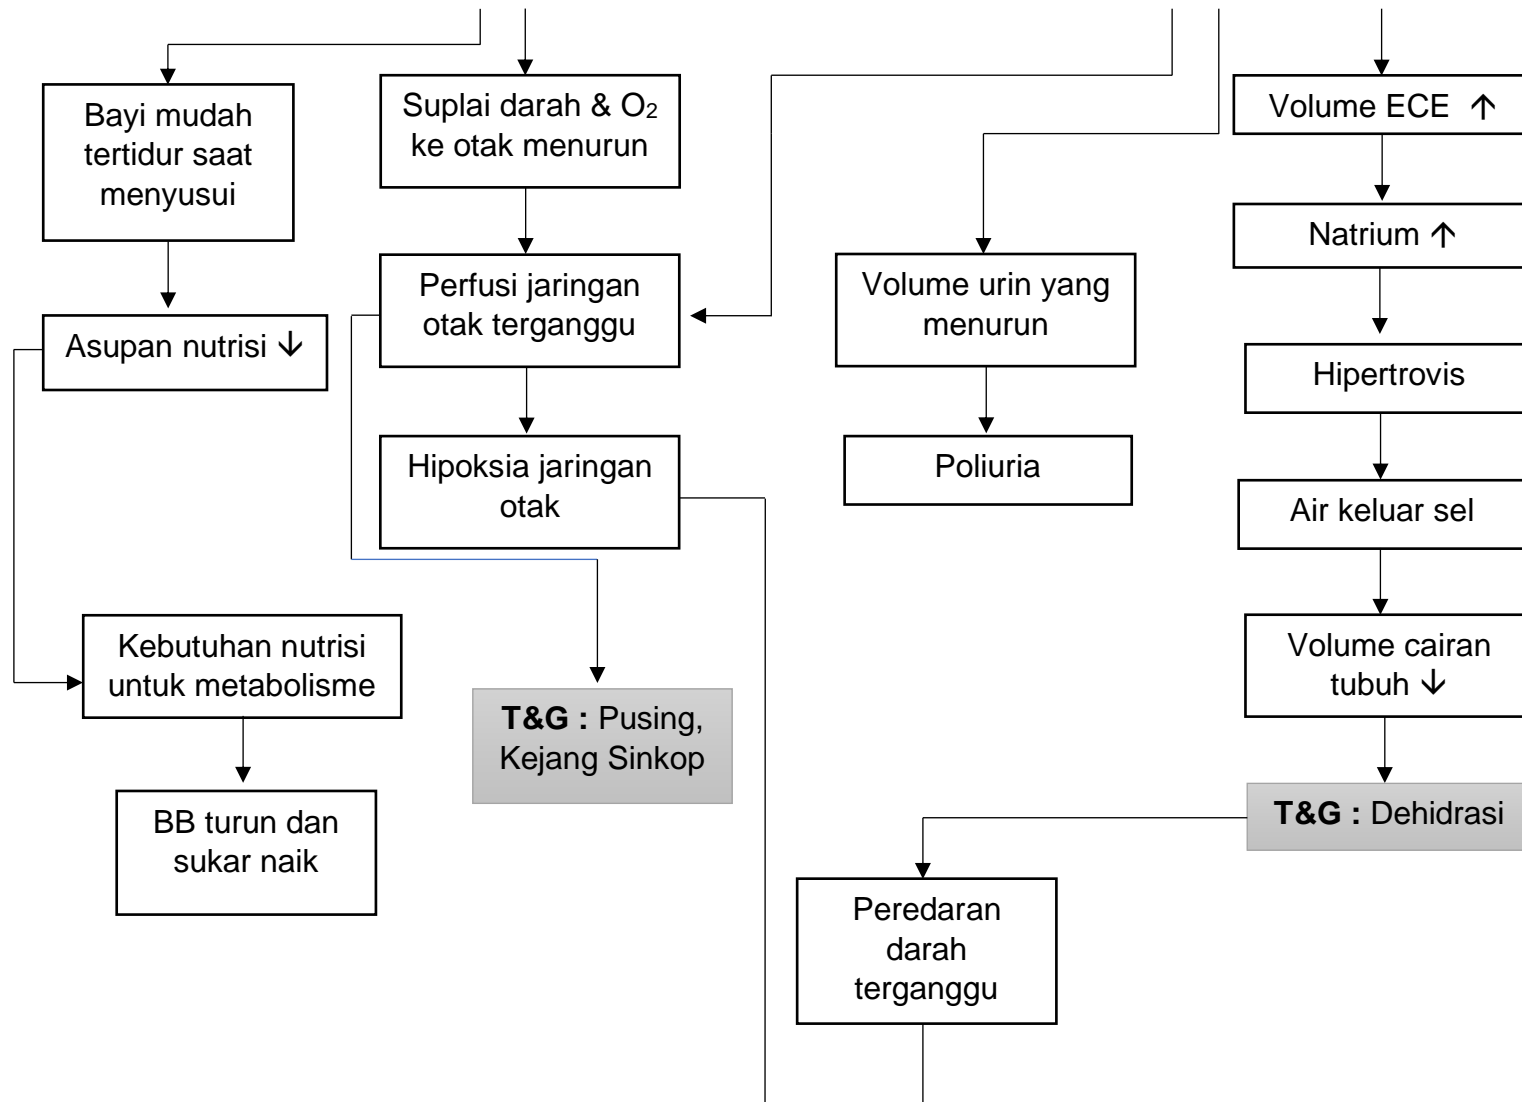 Bayi mudah
tertidur saat
menyusui
Suplai darah & O₂
ke otak menurun
Volume ECE ↑
Natrium ↑
Perfusi jaringan
otak terganggu
Volume urin yang
menurun
Asupan nutrisi ↓
Hipertrovis
Hipoksia jaringan
otak
Poliuria
Air keluar sel
Kebutuhan nutrisi
untuk metabolisme
Volume cairan
tubuh ↓
T&G : Pusing,
Kejang Sinkop
BB turun dan
sukar naik
T&G : Dehidrasi
Peredaran
darah
terganggu